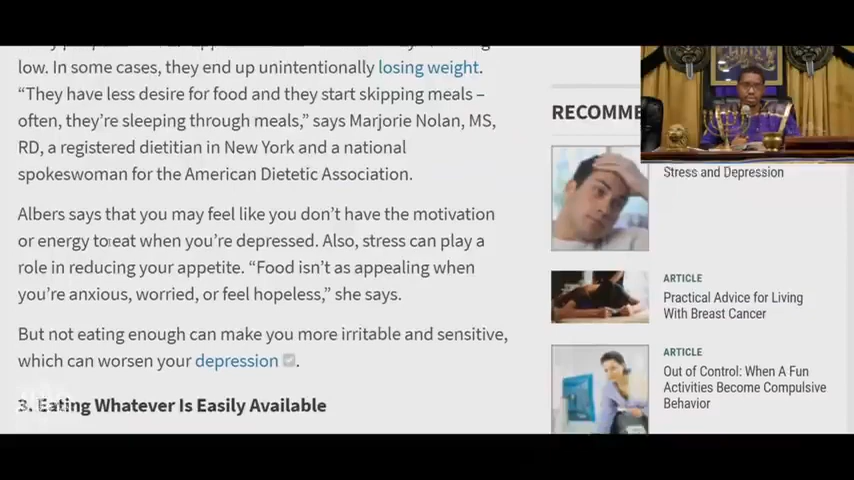 low. In some cases, they end up unintentionally losing weight.
“They have less desire for food and they start skipping meals –
often, they’re sleeping through meals,” says Marjorie Nolan, MS,
RD, a registered dietitian in New York and a national
spokeswoman for the American Dietetic Association.
Albers says that you may feel like you don’t have the motivation
or energy to eat when you’re depressed. Also, stress can play a
role in reducing your appetite. “Food isn’t as appealing when
you’re anxious, worried, or feel hopeless,” she says.
But not eating enough can make you more irritable and sensitive,
which can worsen your depression.
3. Eating Whatever Is Easily Available
RECOMME
Stress and Depression
ARTICLE
Practical Advice for Living
With Breast Cancer
ARTICLE
Out of Control: When A Fun
Activities Become Compulsive
Behavior